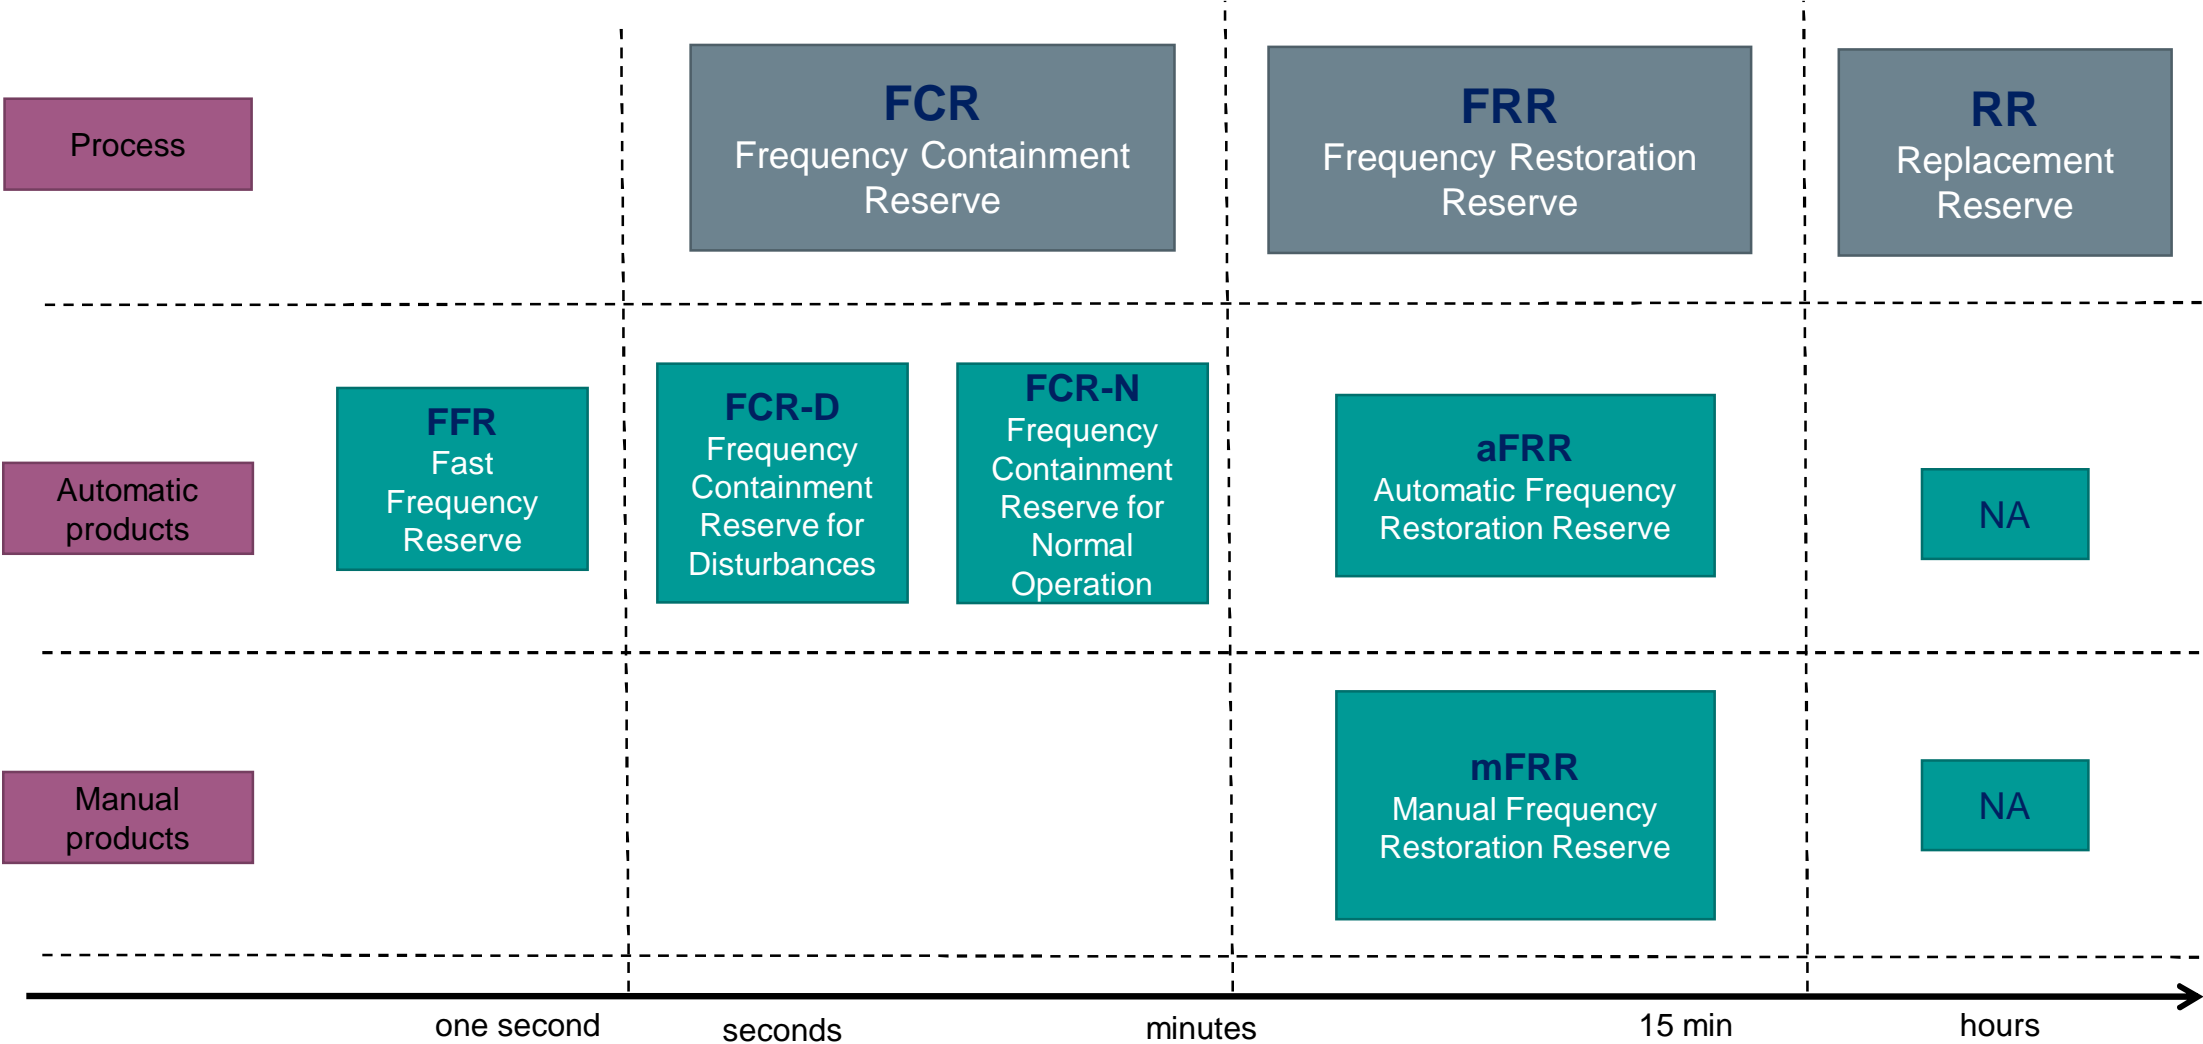 Process
FCR
Frequency Containment
Reserve
FRR
Frequency Restoration
Reserve
RR
Replacement
Reserve
Automatic
products
FFR
Fast
Frequency
Reserve
FCR-D
Frequency
Containment
Reserve for
Disturbances
FCR-N
Frequency
Containment
Reserve for
Normal
Operation
aFRR
Automatic Frequency
Restoration Reserve
NA
Manual
products
mFRR
Manual Frequency
Restoration Reserve
NA
one second
seconds
minutes
15 min
hours